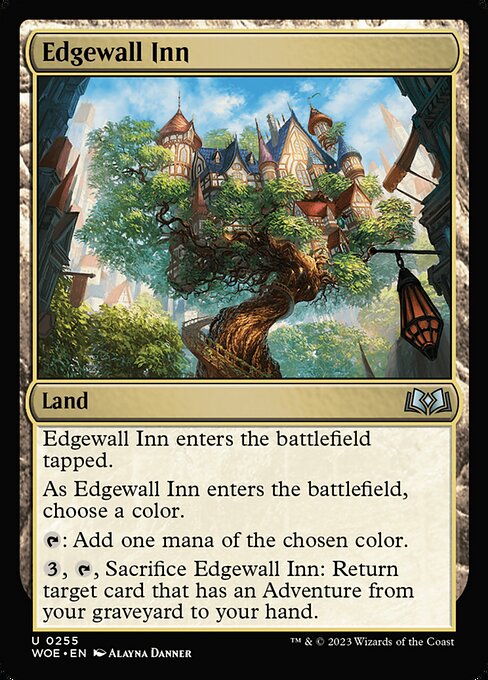 Edgewall Inn
Land
Edgewall Inn enters the battlefield
tapped.
As Edgewall Inn enters the battlefield,
choose a color.
: Add one mana of the chosen color.
3, , Sacrifice Edgewall Inn: Return
target card that has an Adventure from
your graveyard to your hand.
U 0255
WOE • EN ALAYNA DANNER
™ & © 2023 Wizards of the Coast